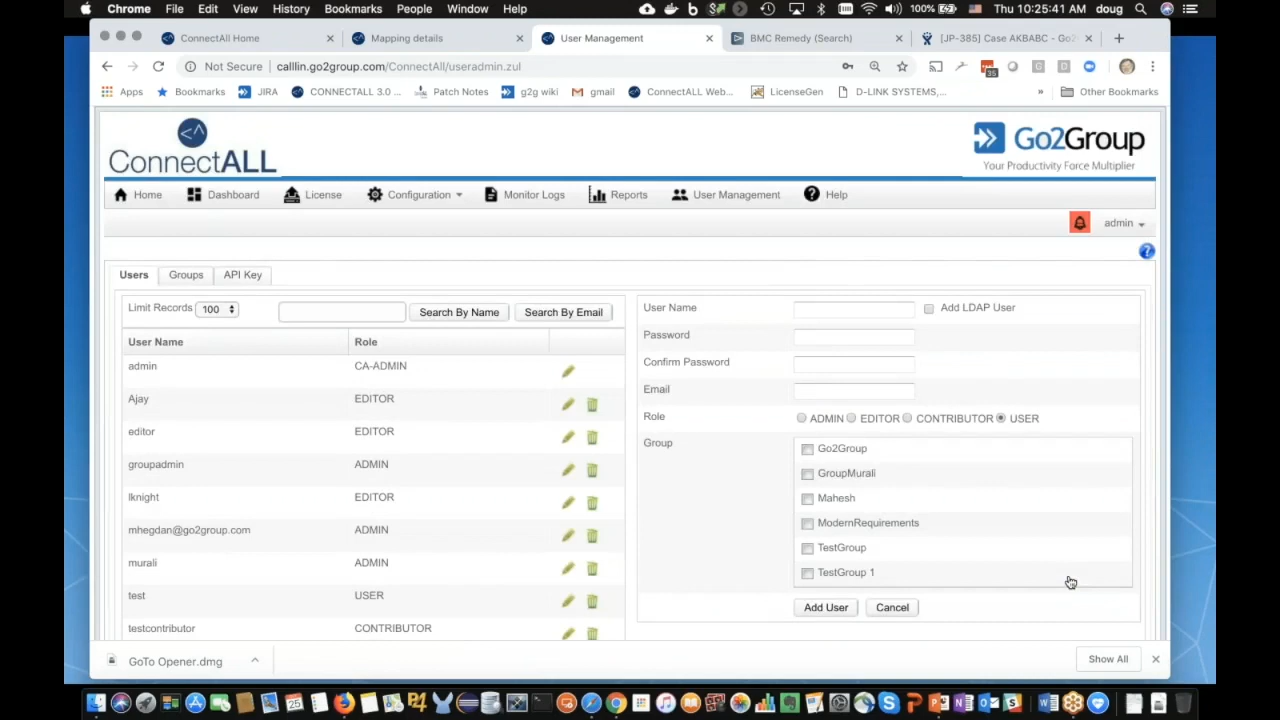 Chrome File Edit View History Bookmarks People Window Help 100% Thu 10:25:41 AM doug
ConnectAll Home Mapping details User Management BMC Remedy (Search) [JP-385] Case AKBABC - Go2
Not Secure calllin.go2group.com/ConnectAll/useradmin.zul 35
Apps Bookmarks JIRA CONNECTALL 3.0 ... Patch Notes g2g wiki gmail ConnectALL Web... LicenseGen D-LINK SYSTEMS,... » Other Bookmarks
ConnectALL
Go2Group
Your Productivity Force Multiplier
Home Dashboard License Configuration Monitor Logs Reports User Management Help
admin
Users Groups API Key
Limit Records 100 Search By Name Search By Email
User Name Role
admin CA-ADMIN
Ajay EDITOR
editor EDITOR
groupadmin ADMIN
lknight EDITOR
mhegdan@go2group.com ADMIN
murali ADMIN
test USER
testcontributor CONTRIBUTOR
User Name Add LDAP User
Password
Confirm Password
Email
Role ADMIN EDITOR CONTRIBUTOR USER
Group
Go2Group
GroupMurali
Mahesh
ModernRequirements
TestGroup
TestGroup 1
Add User Cancel
GoTo Opener.dmg Show All